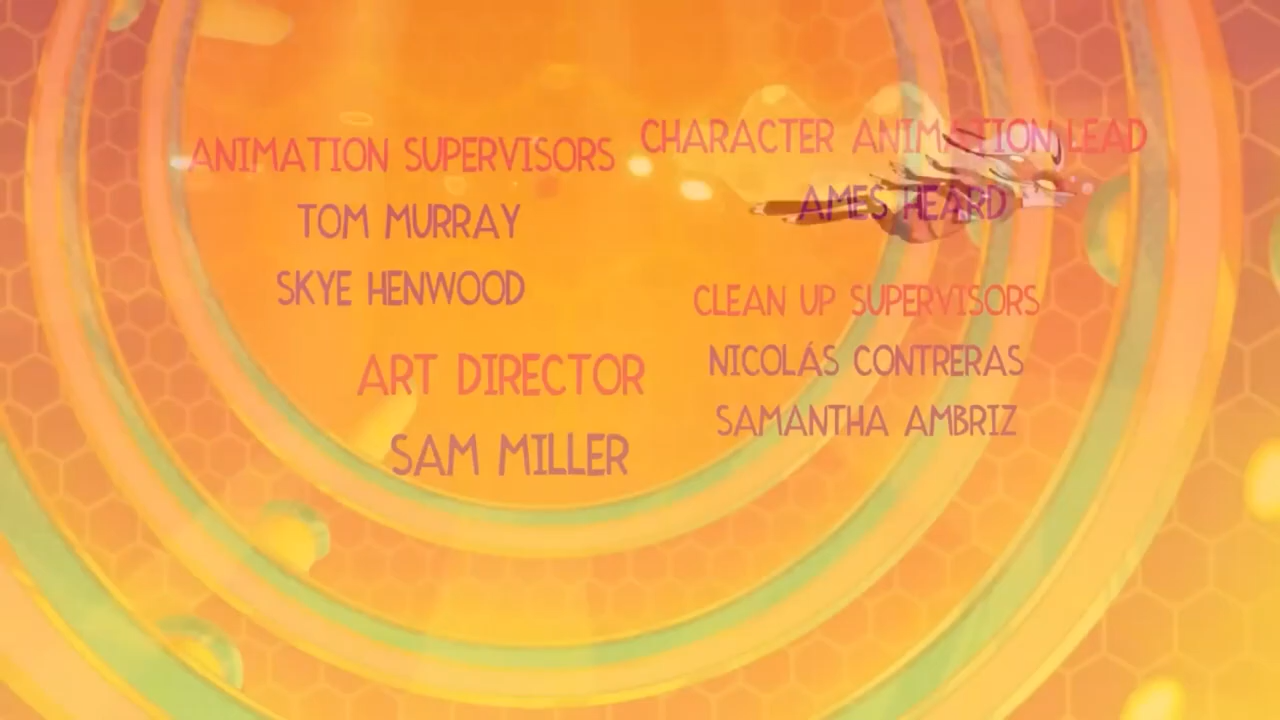 ANIMATION SUPERVISORS
TOM MURRAY
SKYE HENWOOD
ART DIRECTOR
SAM MILLER
CHARACTER ANIMATION LEAD
AMES HEARD
CLEAN UP SUPERVISORS
NICOLÁS CONTRERAS
SAMANTHA AMBRIZ